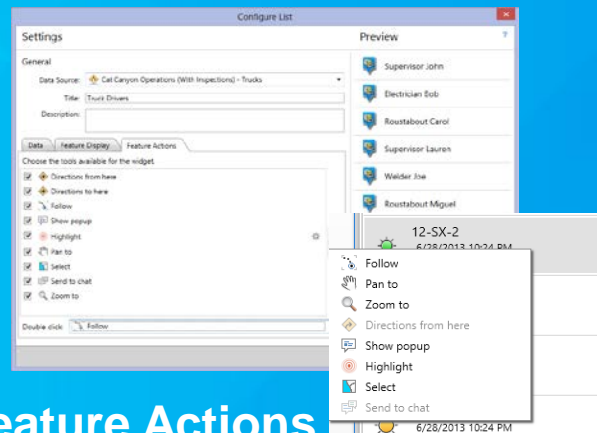 Configure List
Settings
Preview
?
General
Data Source: Cat Canyon Operations (With Inspections) - Trucks
Title: Truck Drivers
Description:
Data Feature Display Feature Actions
Choose the tools available for the widget
Directions from here
Directions to here
Follow
Show popup
Highlight
Pan to
Select
Send to chat
Zoom to
Double click: Follow
Supervisor John
Electrician Bob
Roustabout Carol
Supervisor Lauren
Welder Joe
Roustabout Miguel
12-SX-2
6/28/2013 10:24 PM
Follow
Pan to
Zoom to
Directions from here
Show popup
Highlight
Select
Send to chat
6/28/2013 10:24 PM
eature Actions